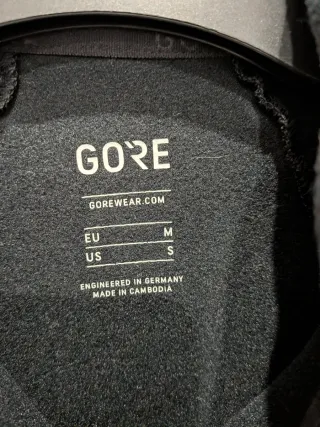 GORE
GOREWEAR.COM
EU M
US S
ENGINEERED IN GERMANY
MADE IN CAMBODIA